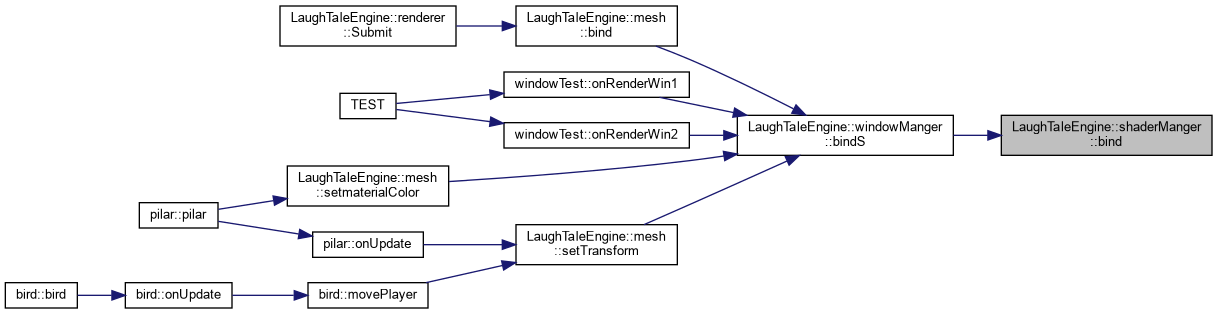 LaughTaleEngine::renderer
::Submit
LaughTaleEngine::mesh
::bind
windowTest::onRenderWin1
TEST
windowTest::onRenderWin2
LaughTaleEngine::windowManger
::bindS
LaughTaleEngine::shaderManger
::bind
LaughTaleEngine::mesh
::setmaterialColor
pilar::pilar
pilar::onUpdate
LaughTaleEngine::mesh
::setTransform
bird::bird
bird::onUpdate
bird::movePlayer